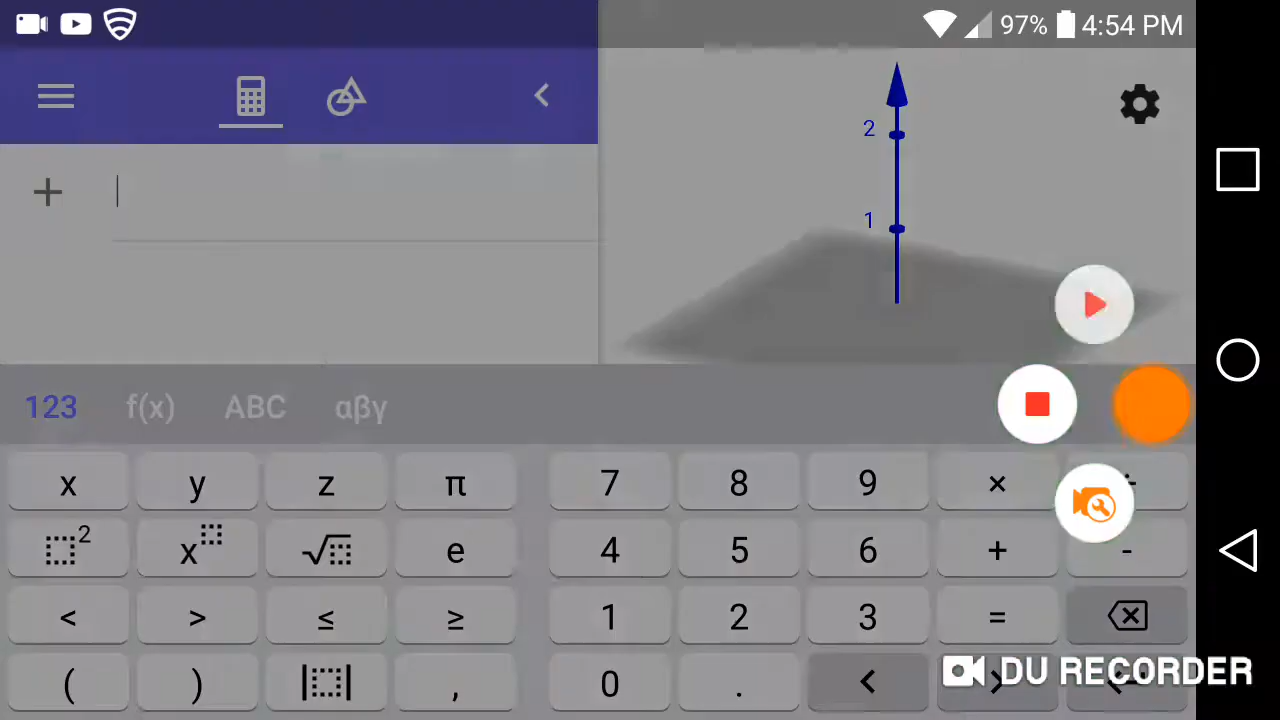 97% 4:54 PM
2
1
123 f(x) ABC αβγ
x y z π 7 8 9 × ÷
2 x √ e 4 5 6 + -
< > ≤ ≥ 1 2 3 =
( ) | | , 0 . < >
DU RECORDER